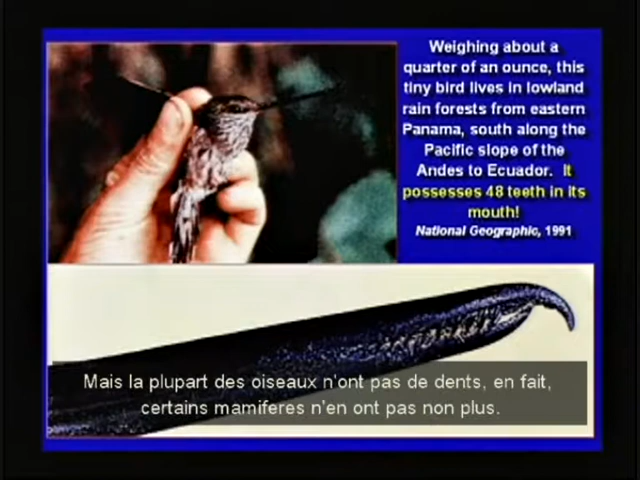 Weighing about a
quarter of an ounce, this
tiny bird lives in lowland
rain forests from eastern
Panama, south along the
Pacific slope of the
Andes to Ecuador. It
possesses 48 teeth in its
mouth!
National Geographic, 1991
Mais la plupart des oiseaux n'ont pas de dents, en fait,
certains mamiferes n'en ont pas non plus.